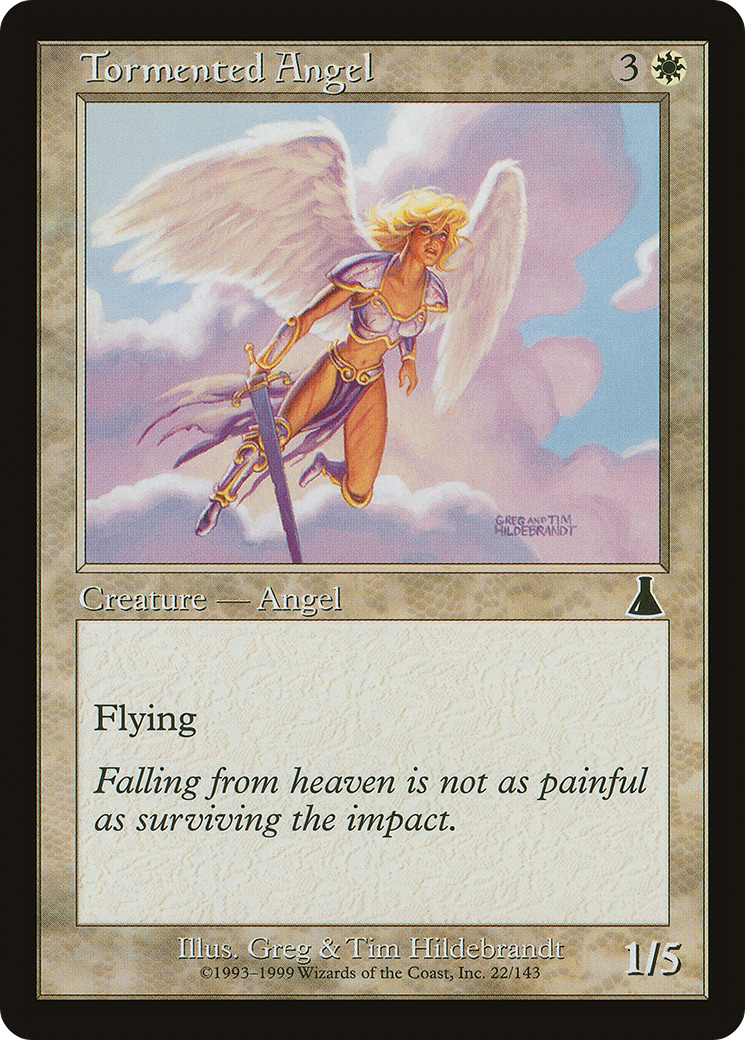 Tormented Angel
3
GREG AND TIM
HILDEBRANDT
Creature — Angel
Flying
Falling from heaven is not as painful
as surviving the impact.
Illus. Greg & Tim Hildebrandt
©1993–1999 Wizards of the Coast, Inc. 22/143
1/5